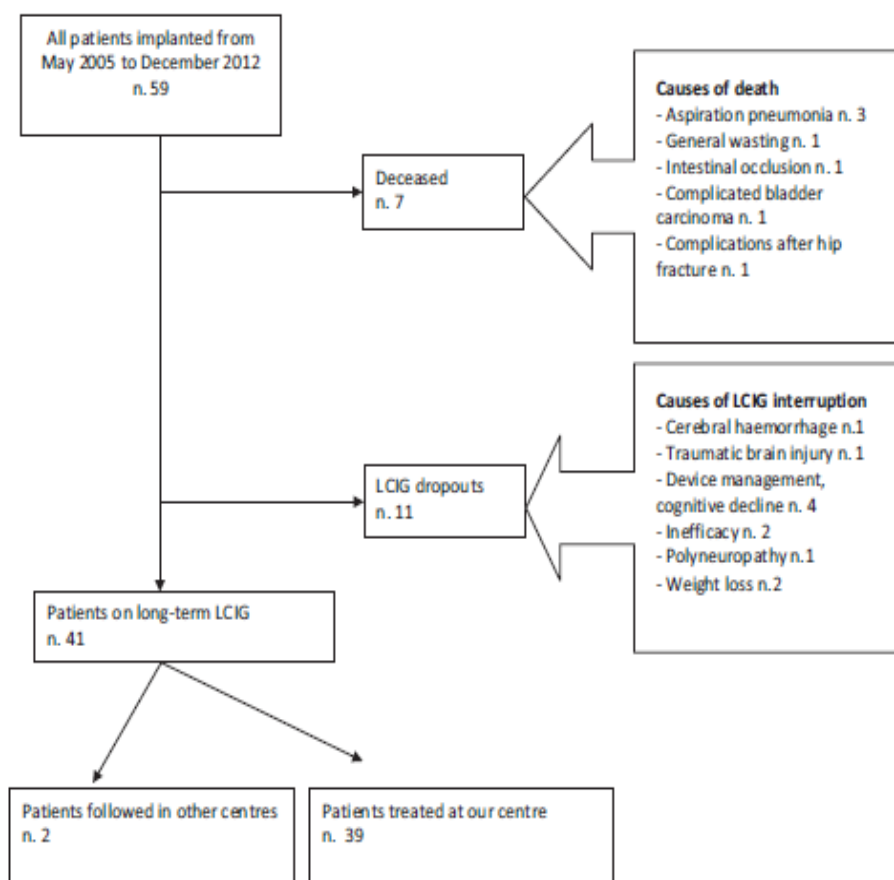 All patients implanted from
May 2005 to December 2012
n. 59
Causes of death
- Aspiration pneumonia n. 3
- General wasting n. 1
- Intestinal occlusion n. 1
- Complicated bladder
carcinoma n. 1
- Complications after hip
fracture n. 1
Deceased
n. 7
Causes of LCIG interruption
- Cerebral haemorrhage n.1
- Traumatic brain injury n. 1
- Device management,
cognitive decline n. 4
- Inefficacy n. 2
- Polyneuropathy n.1
- Weight loss n.2
LCIG dropouts
n. 11
Patients on long-term LCIG
n. 41
Patients followed in other centres
n. 2
Patients treated at our centre
n. 39